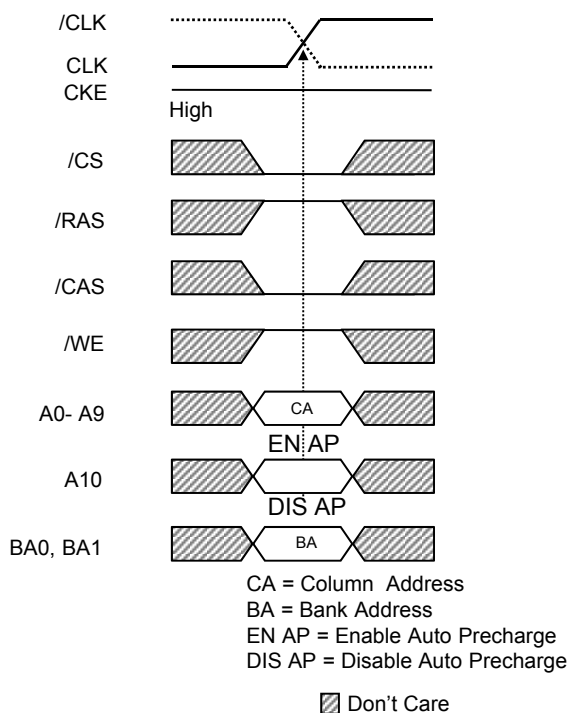 /CLK
CLK
CKE
High
/CS
/RAS
/CAS
/WE
A0- A9
CA
EN AP
A10
DIS AP
BA0, BA1
BA
CA = Column Address
BA = Bank Address
EN AP = Enable Auto Precharge
DIS AP = Disable Auto Precharge
Don't Care